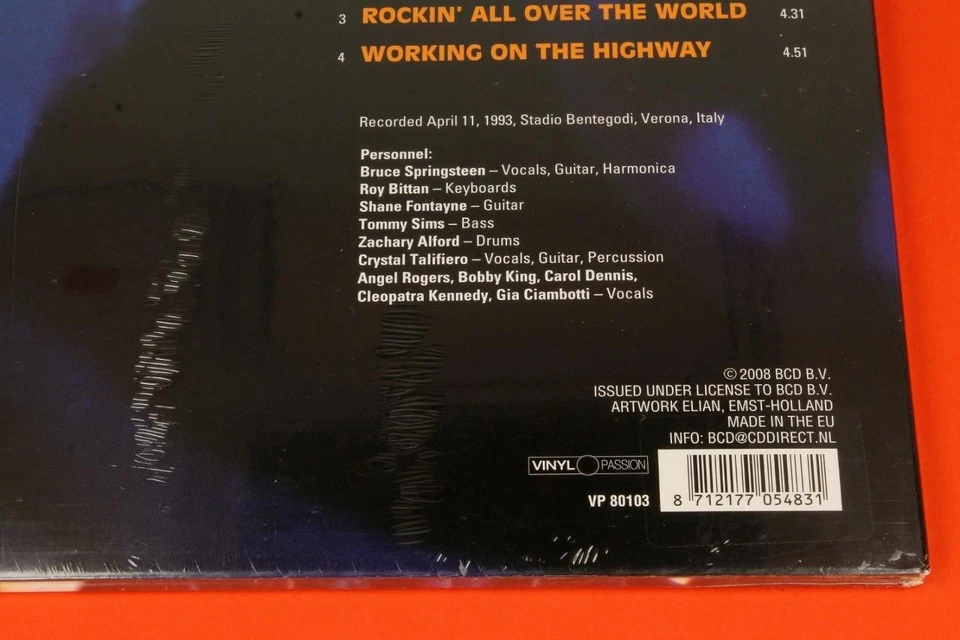 3 ROCKIN' ALL OVER THE WORLD 4.31
4 WORKING ON THE HIGHWAY 4.51
Recorded April 11, 1993, Stadio Bentegodi, Verona, Italy
Personnel:
Bruce Springsteen – Vocals, Guitar, Harmonica
Roy Bittan – Keyboards
Shane Fontayne – Guitar
Tommy Sims – Bass
Zachary Alford – Drums
Crystal Talifiero – Vocals, Guitar, Percussion
Angel Rogers, Bobby King, Carol Dennis,
Cleopatra Kennedy, Gia Ciambotti – Vocals
© 2008 BCD B.V.
ISSUED UNDER LICENSE TO BCD B.V.
ARTWORK ELIAN, EMST-HOLLAND
MADE IN THE EU
INFO: BCD@CDDIRECT.NL
VINYL PASSION
VP 80103
8 712177 054831